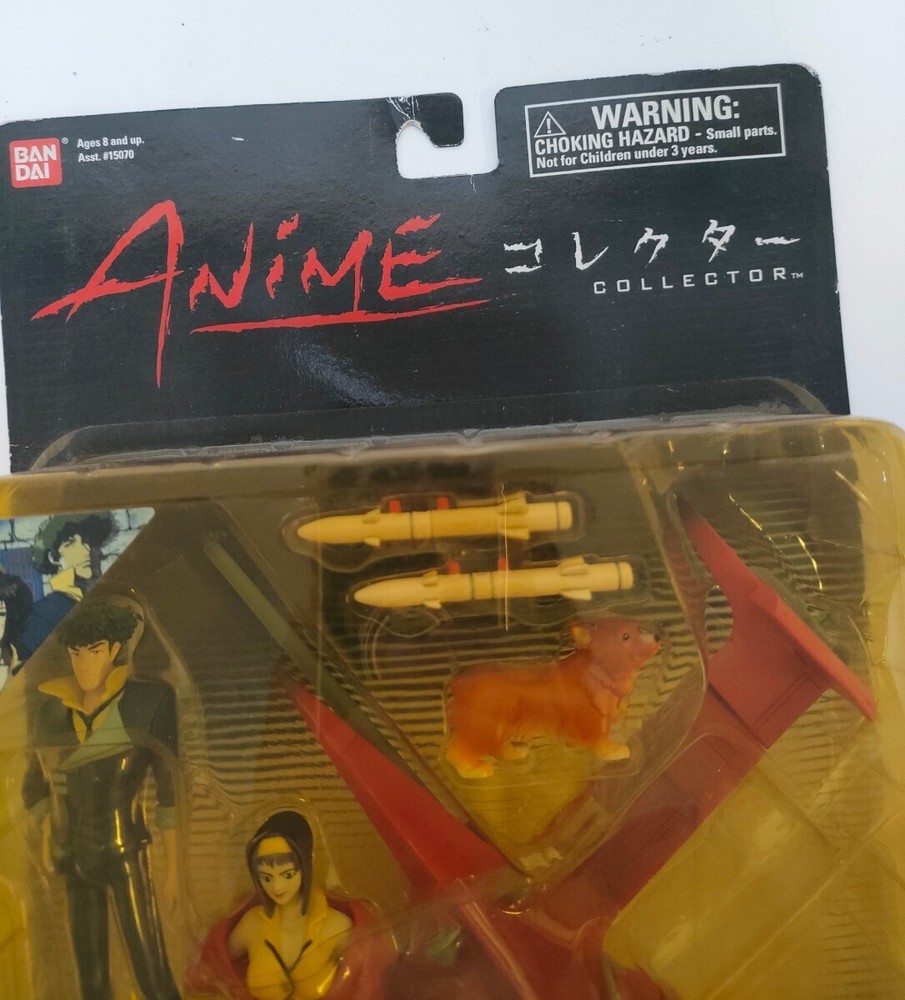 BAN
DAI®
Ages 8 and up.
Asst. #15070
⚠ WARNING:
CHOKING HAZARD - Small parts.
Not for Children under 3 years.
ANiME
コレクター
COLLECTOR™